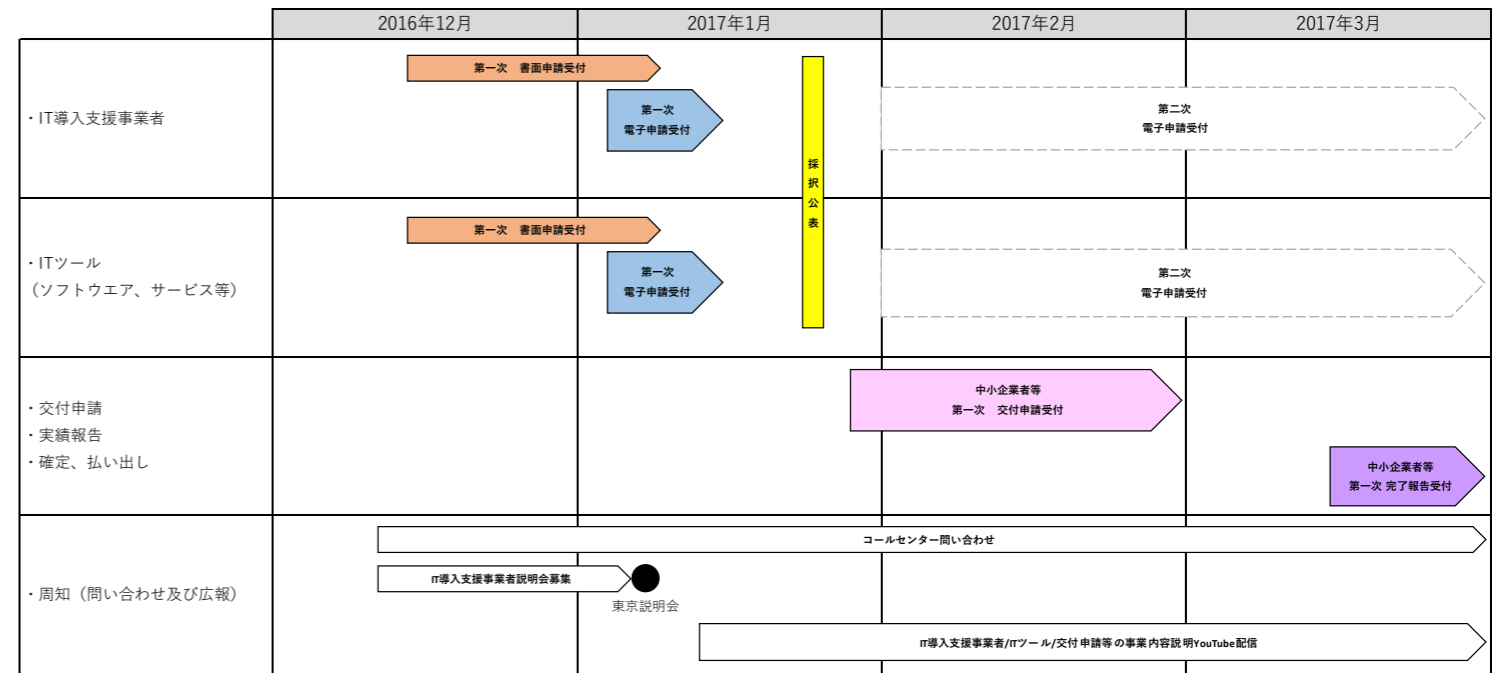 2016年12月
2017年1月
2017年2月
2017年3月
・IT導入支援事業者
第一次　書面申請受付
第一次
電子申請受付
採
択
公
表
第二次
電子申請受付
・ITツール
（ソフトウエア、サービス等）
第一次　書面申請受付
第一次
電子申請受付
第二次
電子申請受付
・交付申請
・実績報告
・確定、払い出し
中小企業者等
第一次　交付申請受付
中小企業者等
第一次 完了報告受付
・周知（問い合わせ及び広報）
コールセンター問い合わせ
IT導入支援事業者説明会募集
東京説明会
IT導入支援事業者/ITツール/交付申請等の事業内容説明YouTube配信